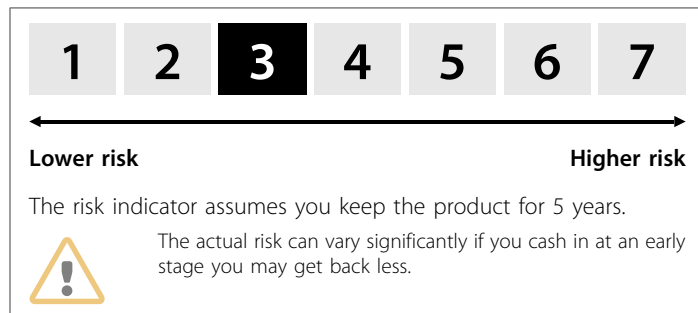 1 2 3 4 5 6 7
Lower risk Higher risk
The risk indicator assumes you keep the product for 5 years.
The actual risk can vary significantly if you cash in at an early
stage you may get back less.
!